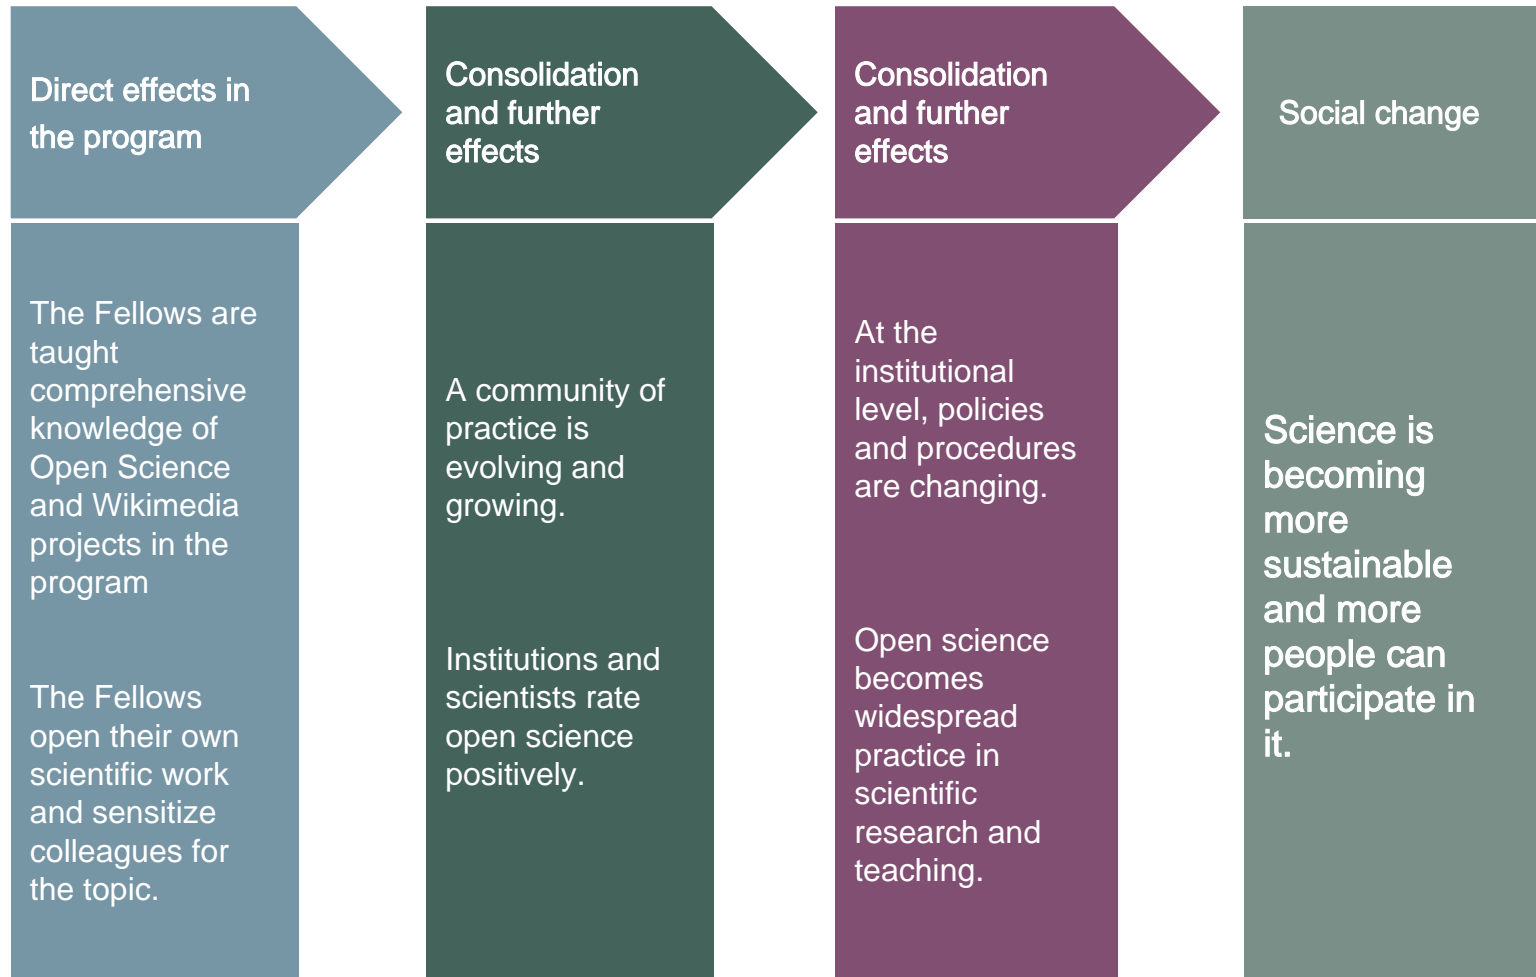 Direct effects in
the program
Consolidation
and further
effects
Consolidation
and further
effects
Social change
The Fellows are
taught
comprehensive
knowledge of
Open Science
and Wikimedia
projects in the
program
The Fellows
open their own
scientific work
and sensitize
colleagues for
the topic.
A community of
practice is
evolving and
growing.
Institutions and
scientists rate
open science
positively.
At the
institutional
level, policies
and procedures
are changing.
Open science
becomes
widespread
practice in
scientific
research and
teaching.
Science is
becoming
more
sustainable
and more
people can
participate in
it.